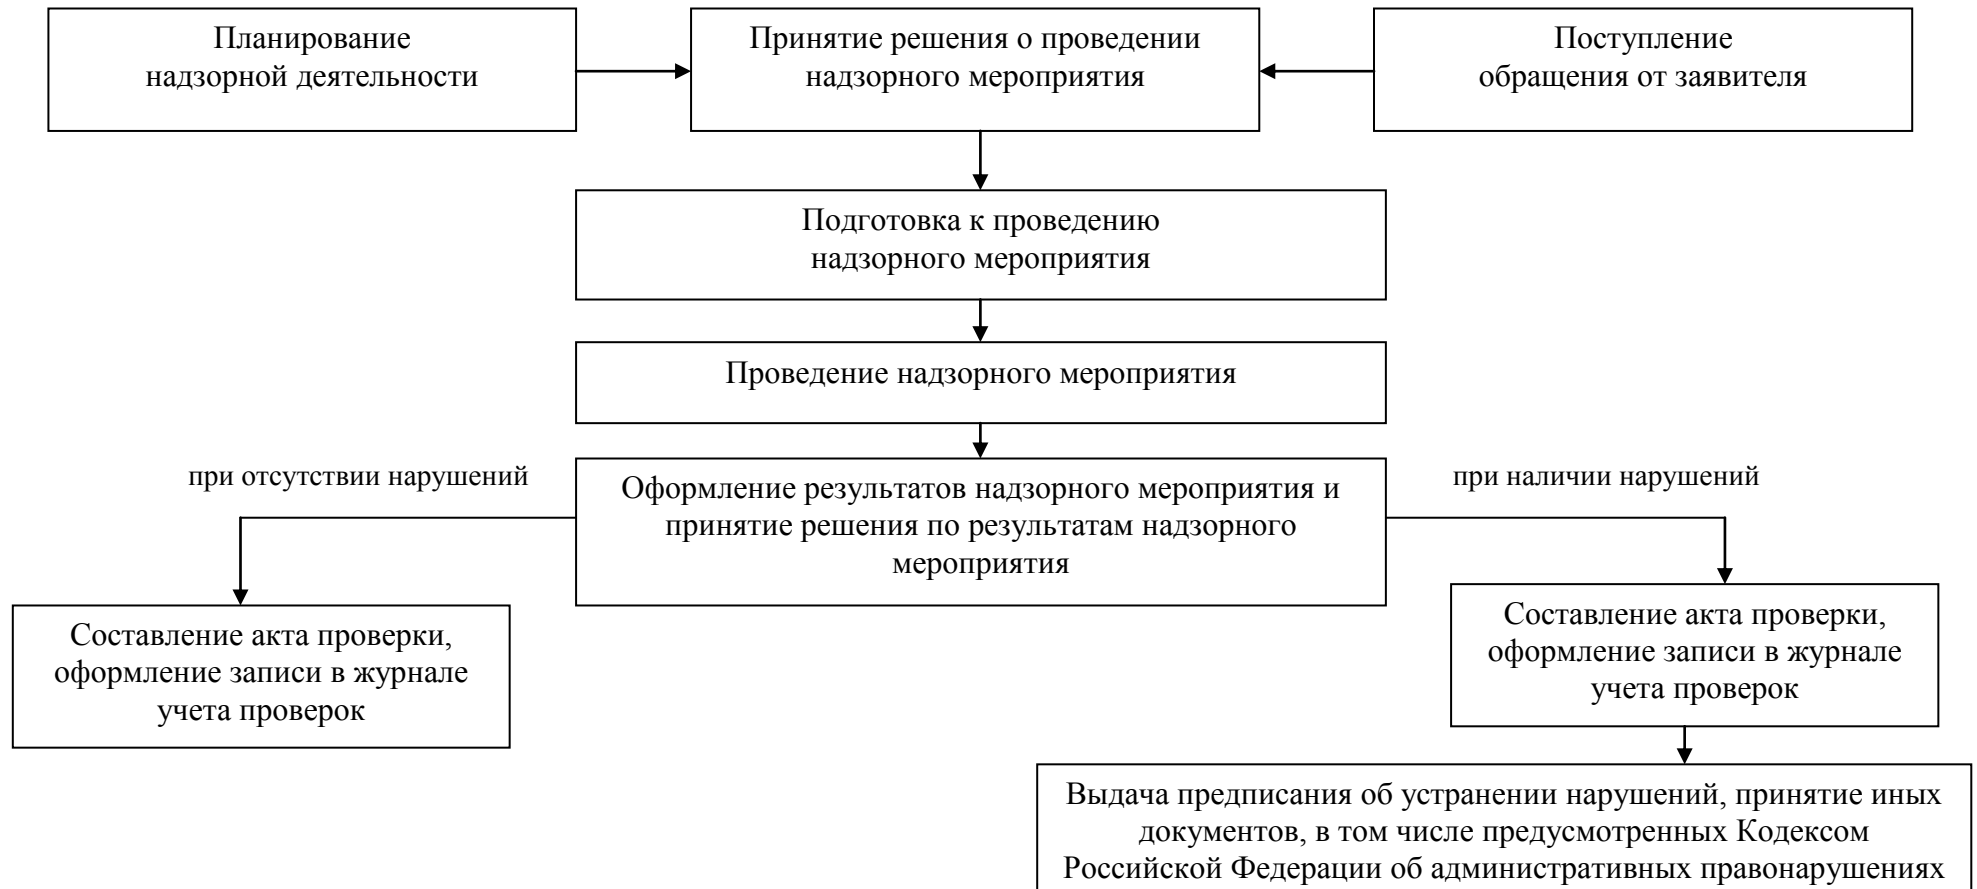 Планирование
надзорной деятельности
Принятие решения о проведении
надзорного мероприятия
Поступление
обращения от заявителя
Подготовка к проведению
надзорного мероприятия
Проведение надзорного мероприятия
при отсутствии нарушений
Оформление результатов надзорного мероприятия и
принятие решения по результатам надзорного
мероприятия
при наличии нарушений
Составление акта проверки,
оформление записи в журнале
учета проверок
Составление акта проверки,
оформление записи в журнале
учета проверок
Выдача предписания об устранении нарушений, принятие иных
документов, в том числе предусмотренных Кодексом
Российской Федерации об административных правонарушениях